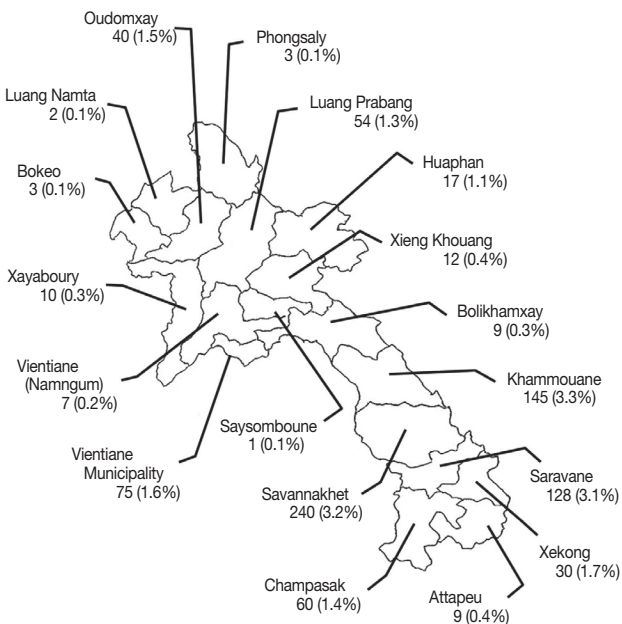 Oudomxay
40 (1.5%)
Phongsaly
3 (0.1%)
Luang Namta
2 (0.1%)
Luang Prabang
54 (1.3%)
Bokeo
3 (0.1%)
Huaphan
17 (1.1%)
Xieng Khouang
12 (0.4%)
Xayaboury
10 (0.3%)
Bolikhamxay
9 (0.3%)
Vientiane
(Namngum)
7 (0.2%)
Khammouane
145 (3.3%)
Saysomboune
1 (0.1%)
Vientiane
Municipality
75 (1.6%)
Saravane
128 (3.1%)
Savannakhet
240 (3.2%)
Xekong
30 (1.7%)
Champasak
60 (1.4%)
Attapeu
9 (0.4%)